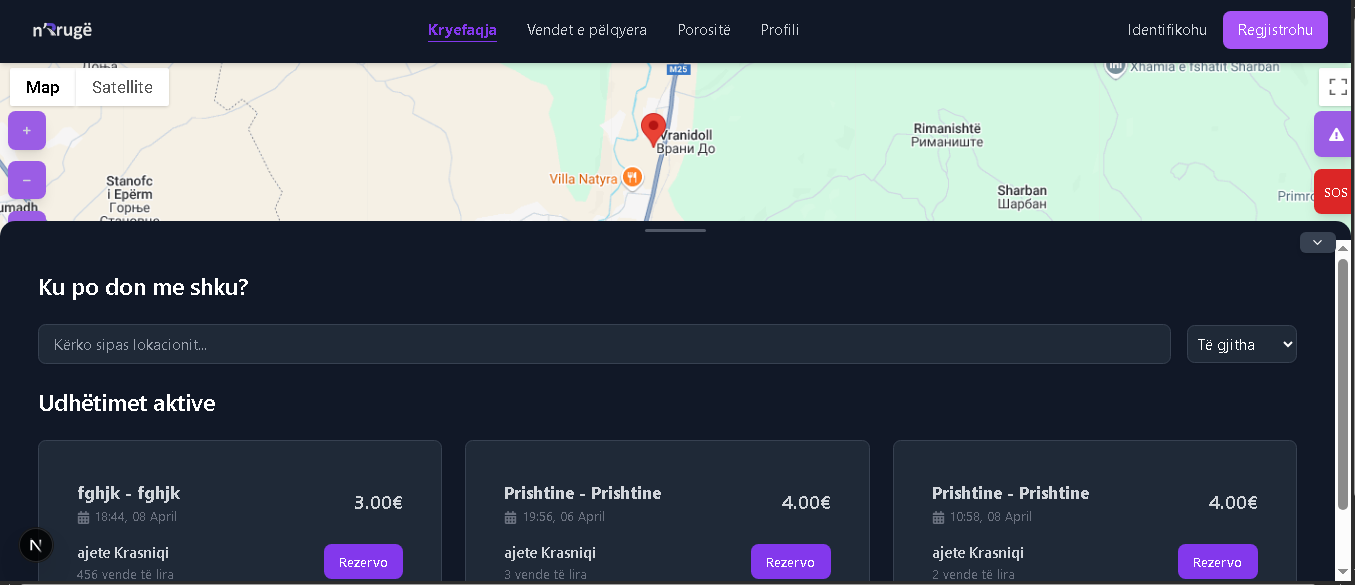 n'Rrugë
Kryefaqja
Vendet e pëlqyera
Porositë
Profili
Identifikohu
Regjistrohu
Map
Satellite
M25
Xhamia e fshatit Sharban
+
Vranidoll
Врани До
Rimanishtë
Риманиште
−
Villa Natyra
Stanofc
i Epërm
Горње
Становце
Sharban
Шарбан
SOS
Ku po don me shku?
Kërko sipas lokacionit...
Të gjitha
Udhëtimet aktive
fghjk - fghjk
3.00€
18:44, 08 April
ajete Krasniqi
Rezervo
456 vende të lira
Prishtine - Prishtine
4.00€
19:56, 06 April
ajete Krasniqi
Rezervo
3 vende të lira
Prishtine - Prishtine
4.00€
10:58, 08 April
ajete Krasniqi
Rezervo
2 vende të lira
N